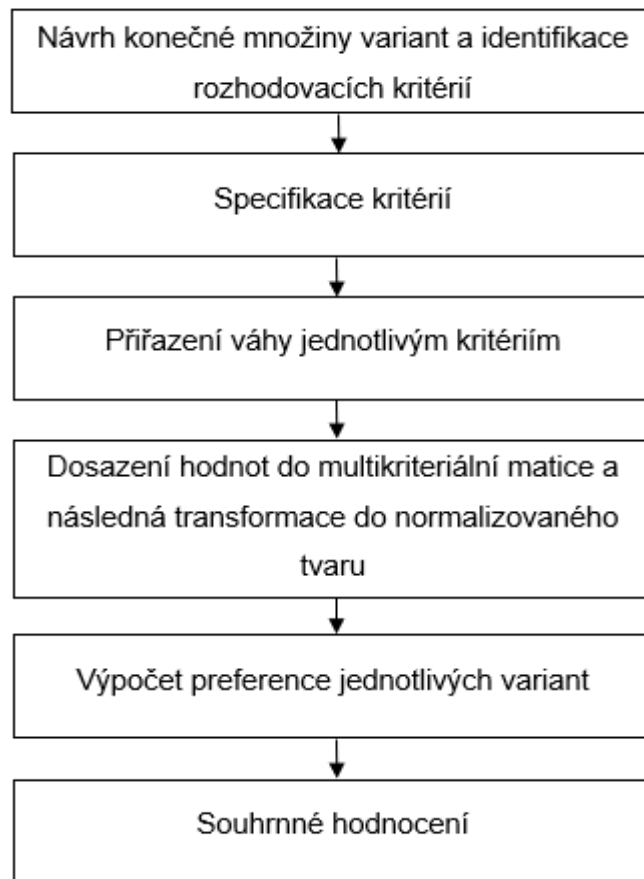 Návrh konečné množiny variant a identifikace
rozhodovacích kritérií
Specifikace kritérií
Přiřazení váhy jednotlivým kritériím
Dosazení hodnot do multikriteriální matice a
následná transformace do normalizovaného
tvaru
Výpočet preference jednotlivých variant
Souhrnné hodnocení